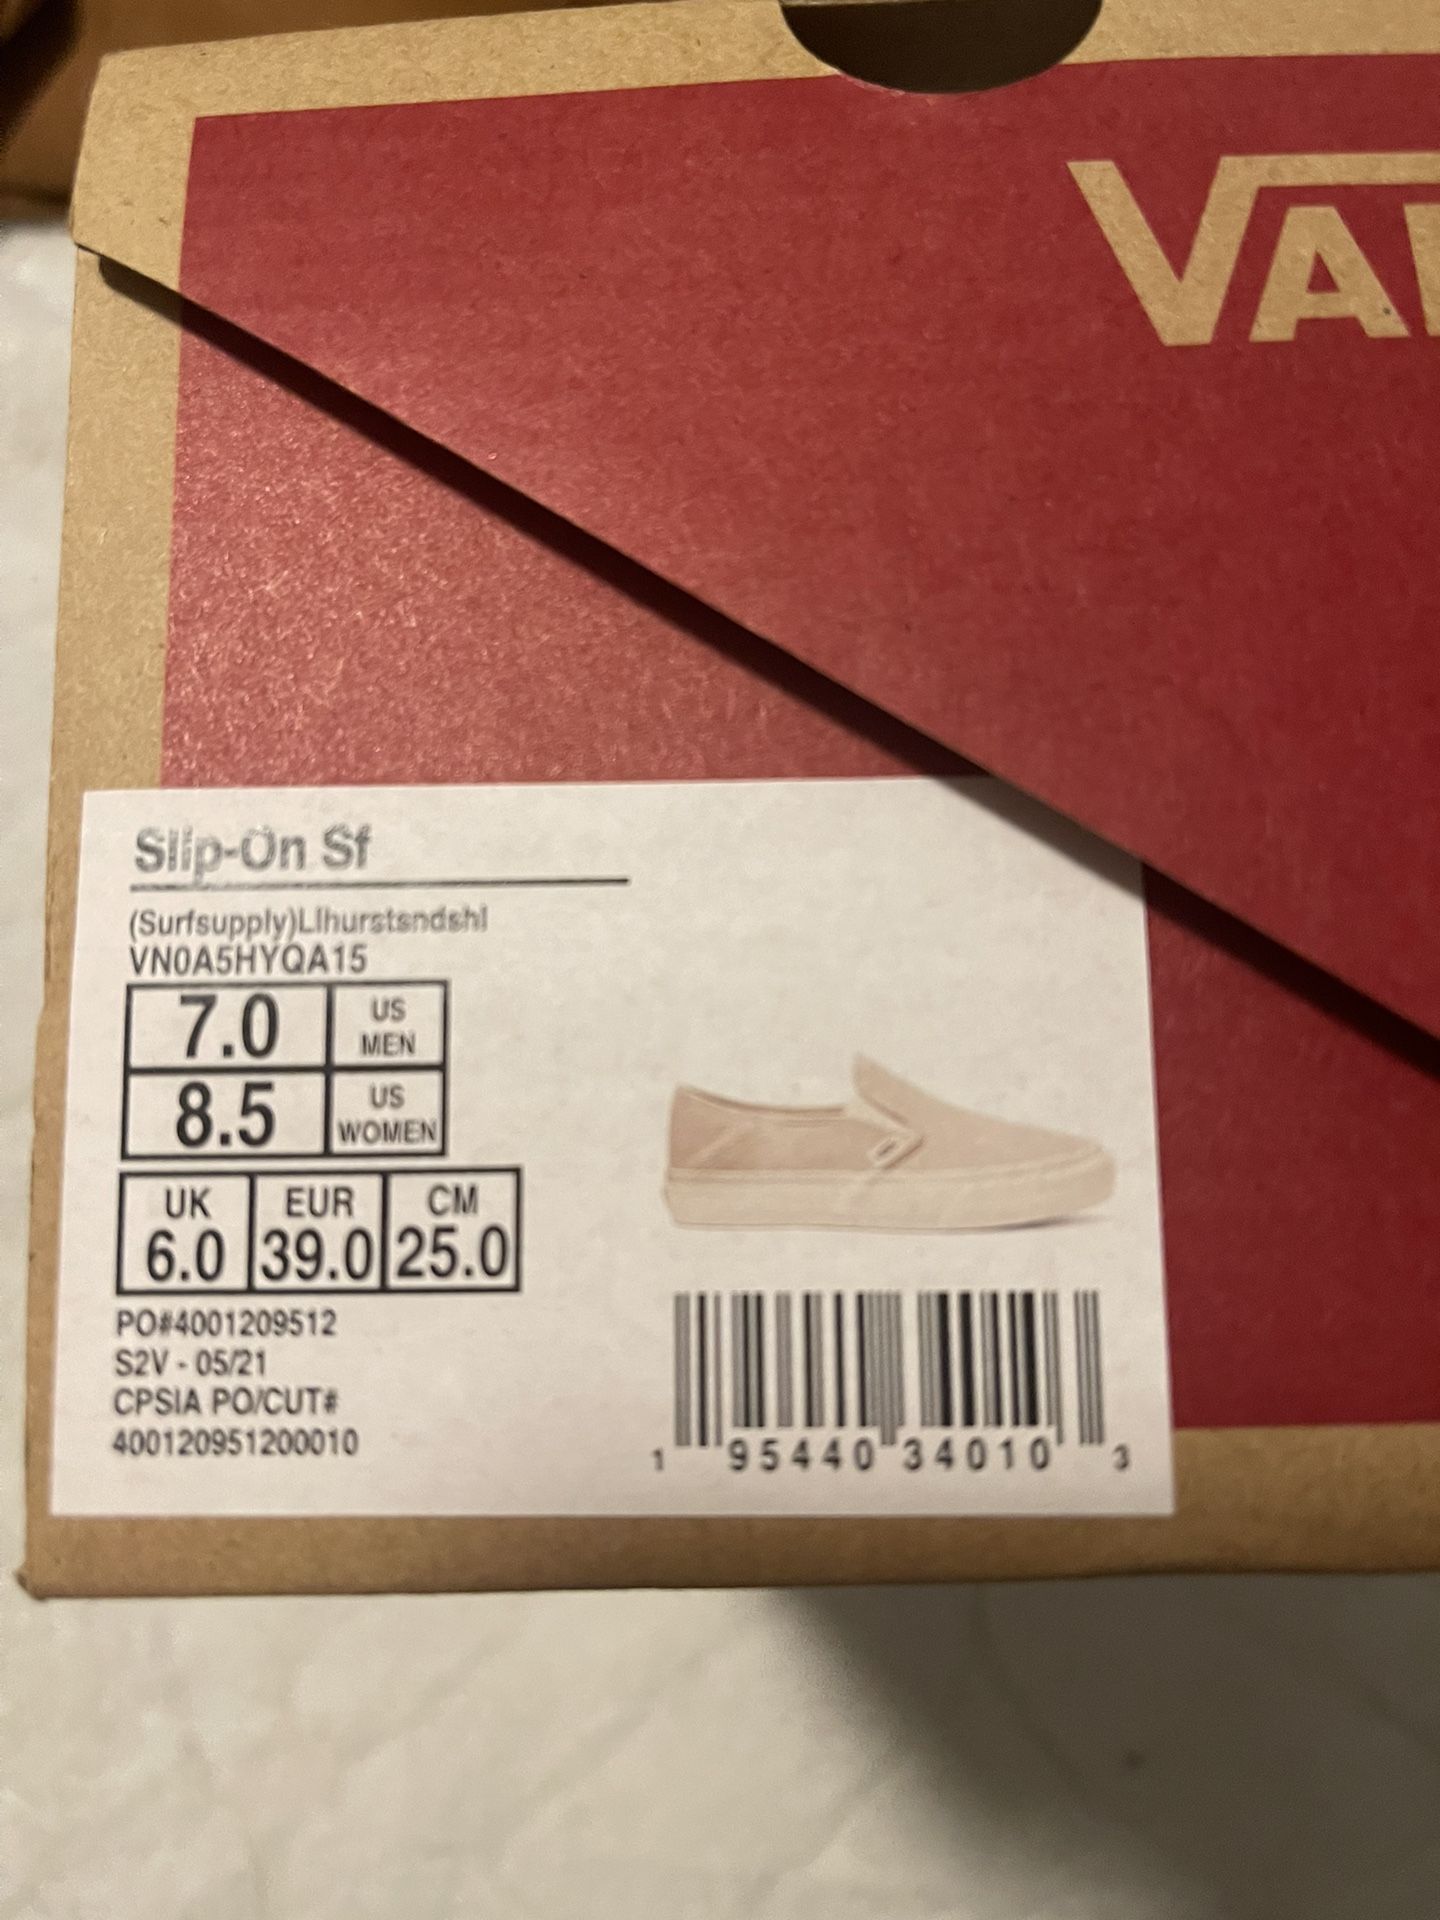 VA
Slip-On Sf
(Surfsupply)Llhurstsndshl
VN0A5HYQA15
7.0 US MEN
8.5 US WOMEN
UK EUR CM
6.0 39.0 25.0
PO#4001209512
S2V - 05/21
CPSIA PO/CUT#
400120951200010
1 95440 34010 3